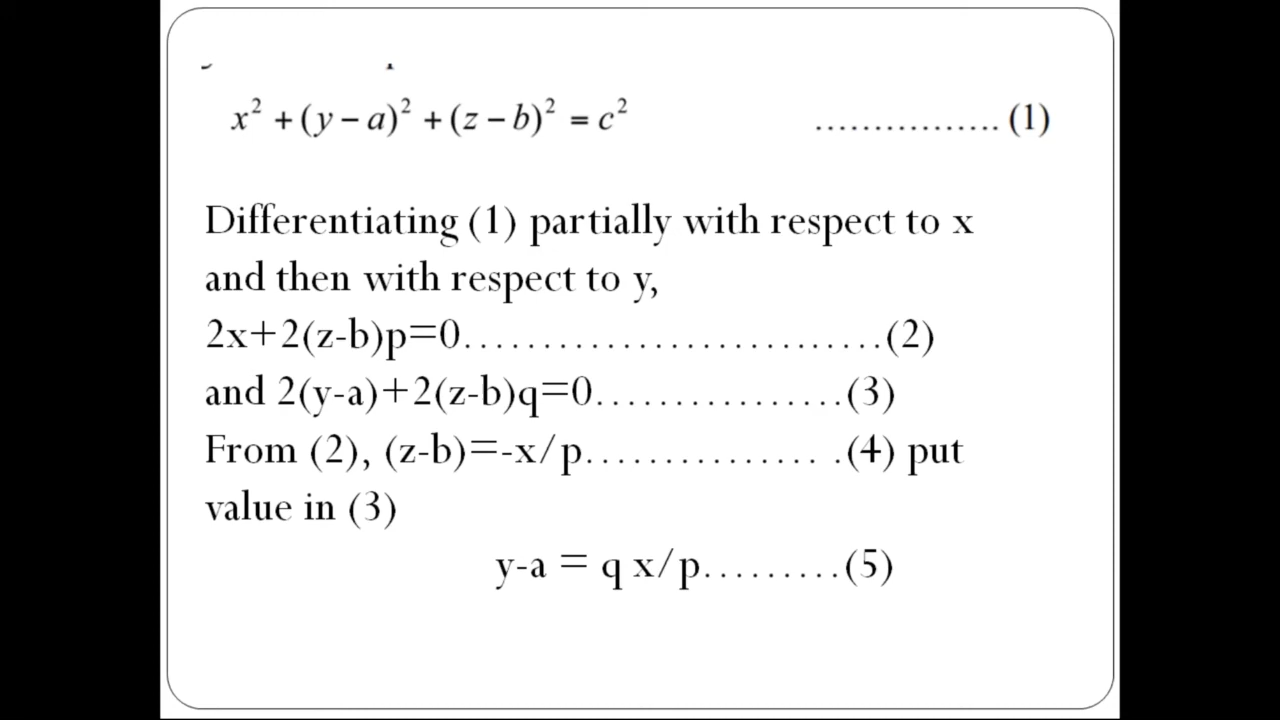 x² + (y − a)² + (z − b)² = c² ................ (1)
Differentiating (1) partially with respect to x
and then with respect to y,
2x+2(z-b)p=0...........................(2)
and 2(y-a)+2(z-b)q=0................(3)
From (2), (z-b)=-x/p............... .(4) put
value in (3)
y-a = q x/p.........(5)